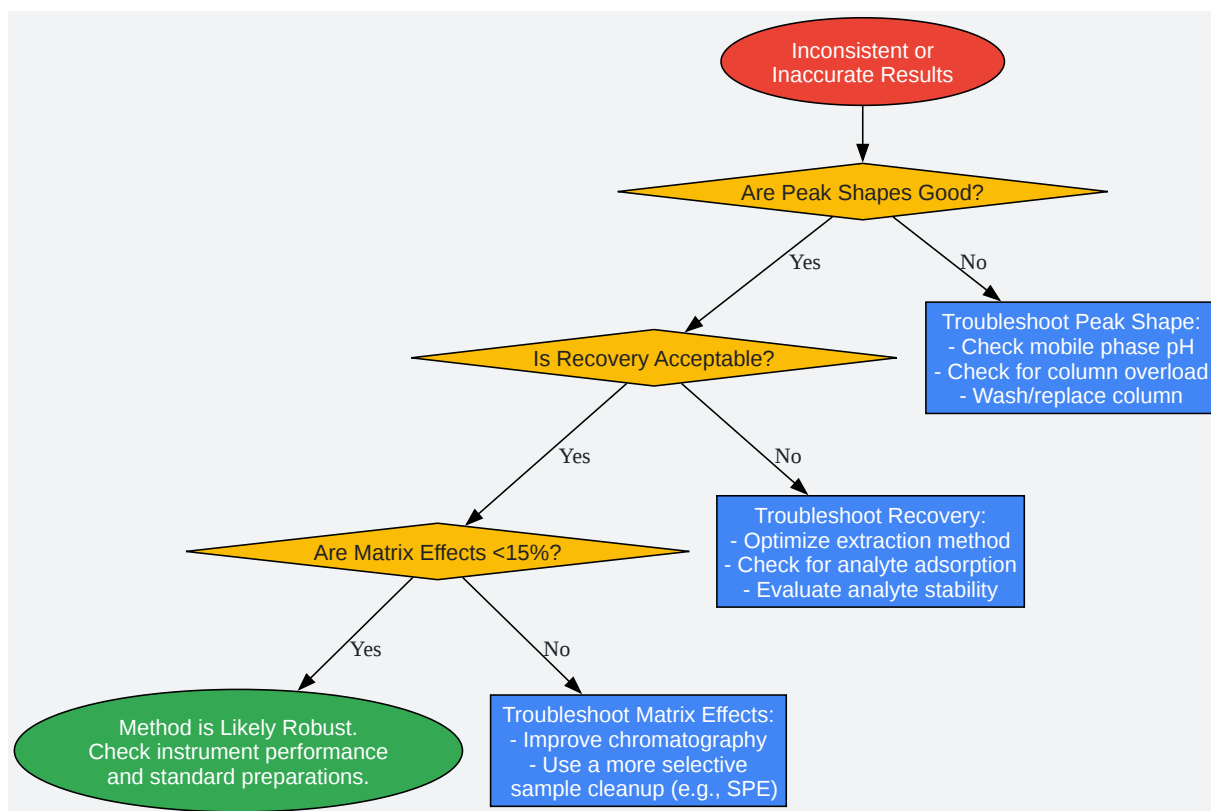 Inconsistent or
Inaccurate Results
Are Peak Shapes Good?
Yes
No
Troubleshoot Peak Shape:
- Check mobile phase pH
- Check for column overload
- Wash/replace column
Is Recovery Acceptable?
Yes
No
Troubleshoot Recovery:
- Optimize extraction method
- Check for analyte adsorption
- Evaluate analyte stability
Are Matrix Effects <15%?
Yes
No
Method is Likely Robust.
Check instrument performance
and standard preparations.
Troubleshoot Matrix Effects:
- Improve chromatography
- Use a more selective
sample cleanup (e.g., SPE)